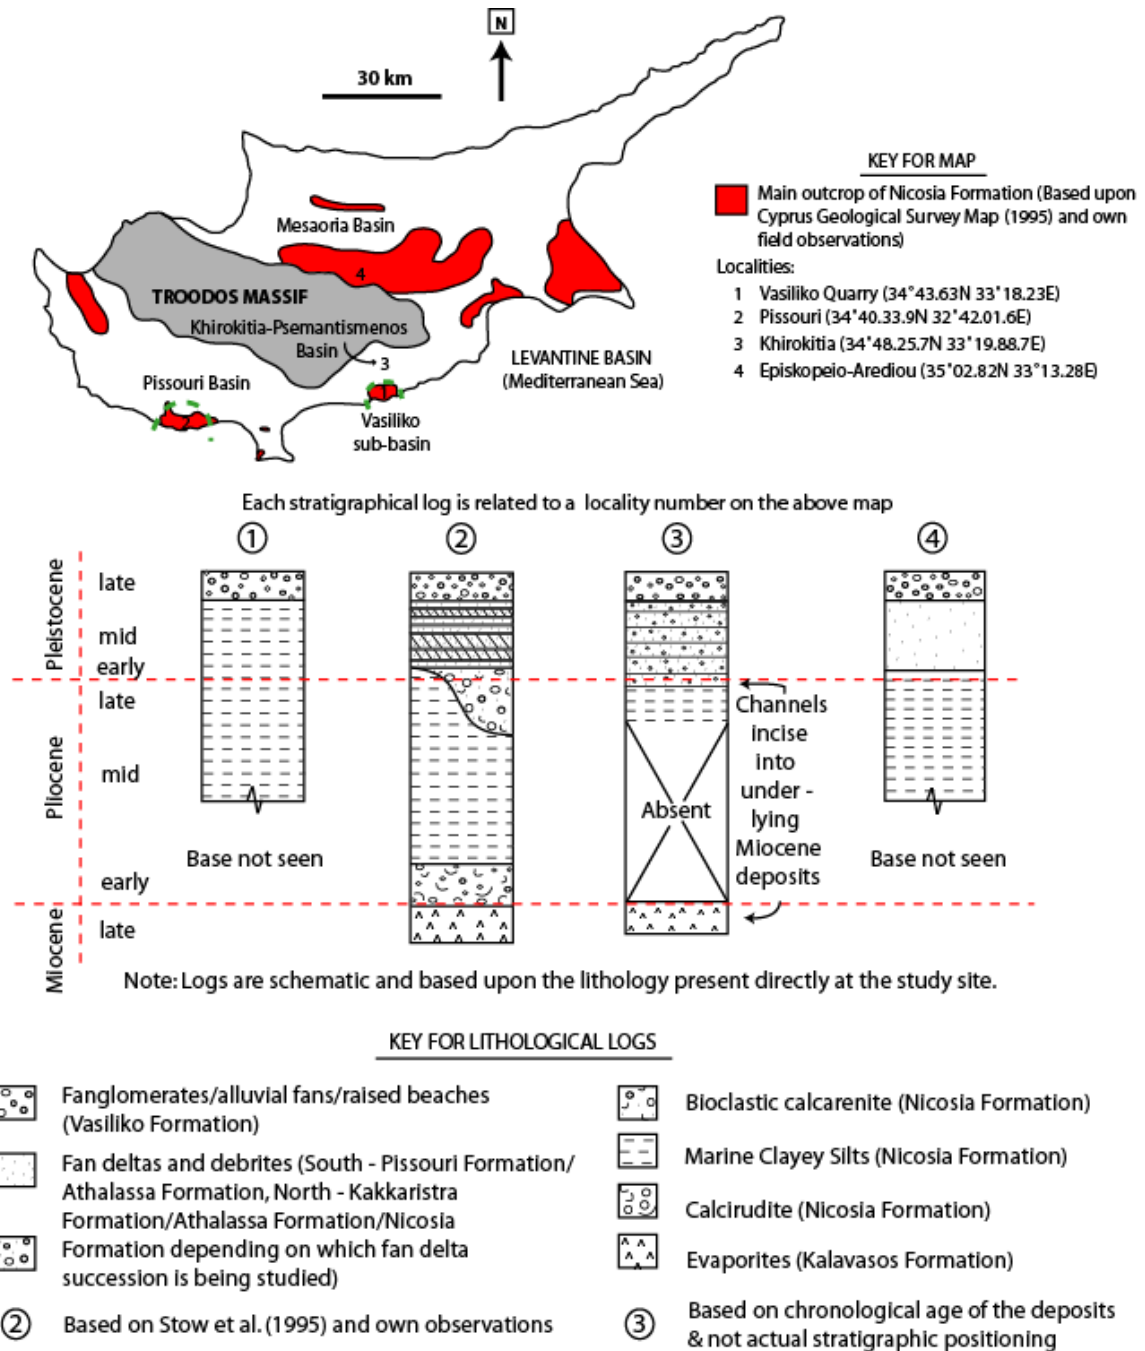 N
30 km
KEY FOR MAP
Main outcrop of Nicosia Formation (Based upon
Cyprus Geological Survey Map (1995) and own
field observations)
Localities:
1 Vasiliko Quarry (34°43.63N 33°18.23E)
2 Pissouri (34°40.33.9N 32°42.01.6E)
3 Khirokitia (34°48.25.7N 33°19.88.7E)
4 Episkopeio-Arediou (35°02.82N 33°13.28E)
Mesaoria Basin
4
TROODOS MASSIF
Khirokitia-Psemantismenos
Basin
3
LEVANTINE BASIN
(Mediterranean Sea)
Pissouri Basin
Vasiliko
sub-basin
Each stratigraphical log is related to a locality number on the above map
1 2 3 4
Pleistocene
late
mid
early
Pliocene
late
mid
early
Miocene
late
Base not seen
Absent
Channels
incise
into
under -
lying
Miocene
deposits
Base not seen
Note: Logs are schematic and based upon the lithology present directly at the study site.
KEY FOR LITHOLOGICAL LOGS
Fanglomerates/alluvial fans/raised beaches
(Vasiliko Formation)
Fan deltas and debrites (South - Pissouri Formation/
Athalassa Formation, North - Kakkaristra
Formation/Athalassa Formation/Nicosia
Formation depending on which fan delta
succession is being studied)
2 Based on Stow et al. (1995) and own observations
Bioclastic calcarenite (Nicosia Formation)
Marine Clayey Silts (Nicosia Formation)
Calcirudite (Nicosia Formation)
Evaporites (Kalavasos Formation)
3 Based on chronological age of the deposits
& not actual stratigraphic positioning